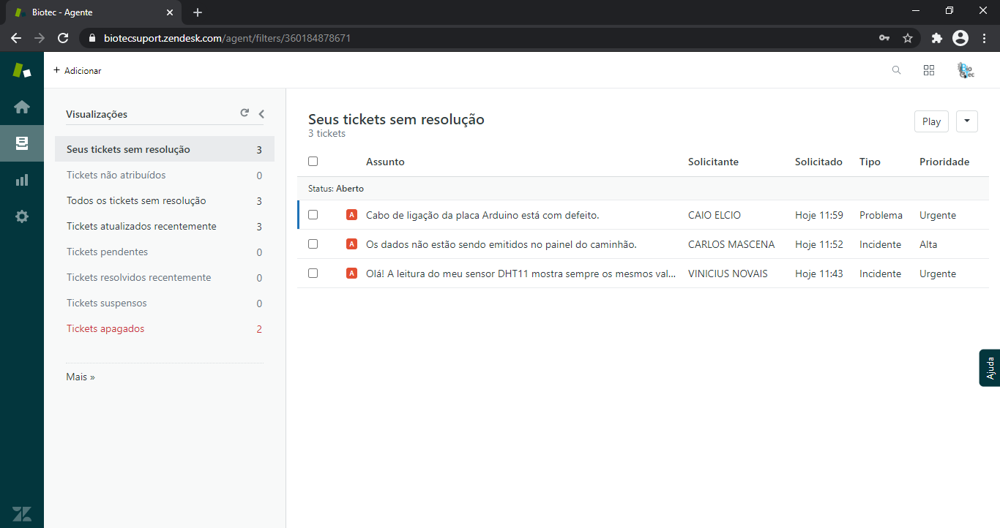 Biotec - Agente
biotecsuport.zendesk.com/agent/filters/360184878671
+ Adicionar
Bio
tec
Visualizações
Seus tickets sem resolução 3
Tickets não atribuídos 0
Todos os tickets sem resolução 3
Tickets atualizados recentemente 3
Tickets pendentes 0
Tickets resolvidos recentemente 0
Tickets suspensos 0
Tickets apagados 2
Mais »
Seus tickets sem resolução
3 tickets
Play
Assunto Solicitante Solicitado Tipo Prioridade
Status: Aberto
A Cabo de ligação da placa Arduino está com defeito. CAIO ELCIO Hoje 11:59 Problema Urgente
A Os dados não estão sendo emitidos no painel do caminhão. CARLOS MASCENA Hoje 11:52 Incidente Alta
A Olá! A leitura do meu sensor DHT11 mostra sempre os mesmos val... VINICIUS NOVAIS Hoje 11:43 Incidente Urgente
Ajuda